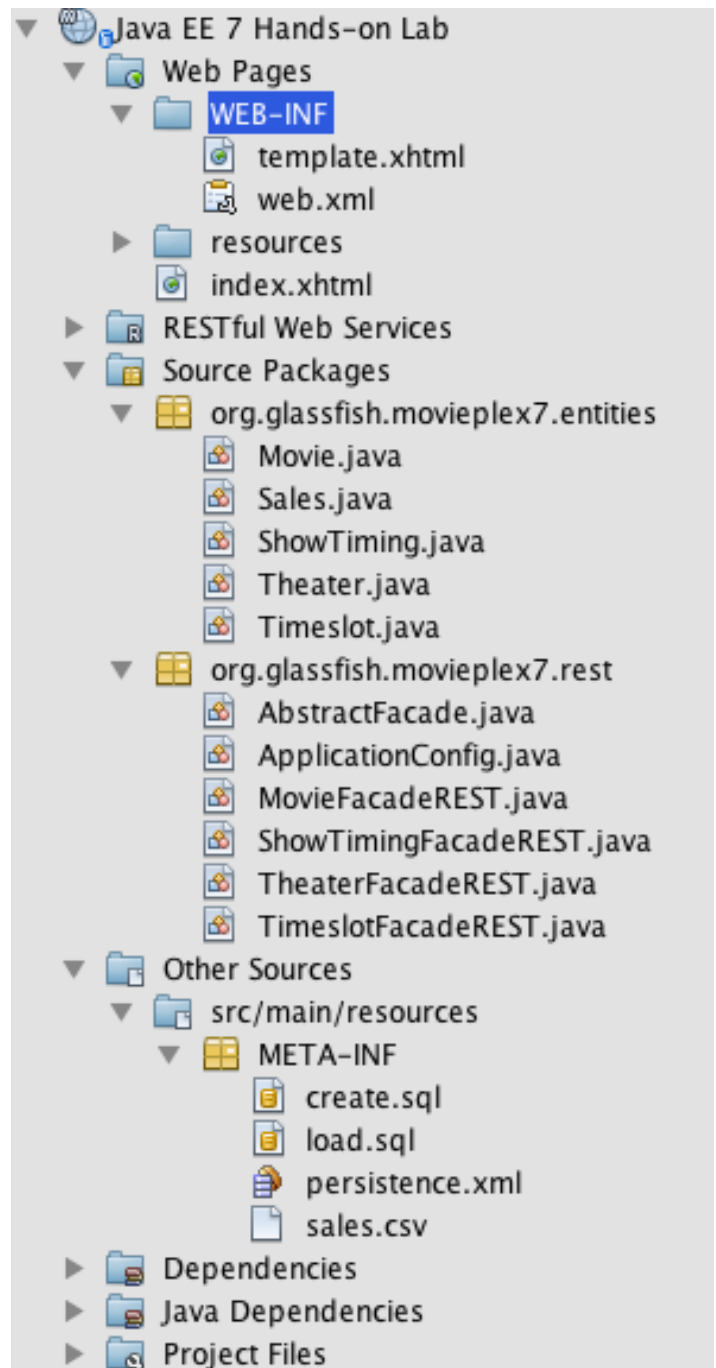 Java EE 7 Hands-on Lab
Web Pages
WEB-INF
template.xhtml
web.xml
resources
index.xhtml
RESTful Web Services
Source Packages
org.glassfish.movieplex7.entities
Movie.java
Sales.java
ShowTiming.java
Theater.java
Timeslot.java
org.glassfish.movieplex7.rest
AbstractFacade.java
ApplicationConfig.java
MovieFacadeREST.java
ShowTimingFacadeREST.java
TheaterFacadeREST.java
TimeslotFacadeREST.java
Other Sources
src/main/resources
META-INF
create.sql
load.sql
persistence.xml
sales.csv
Dependencies
Java Dependencies
Project Files